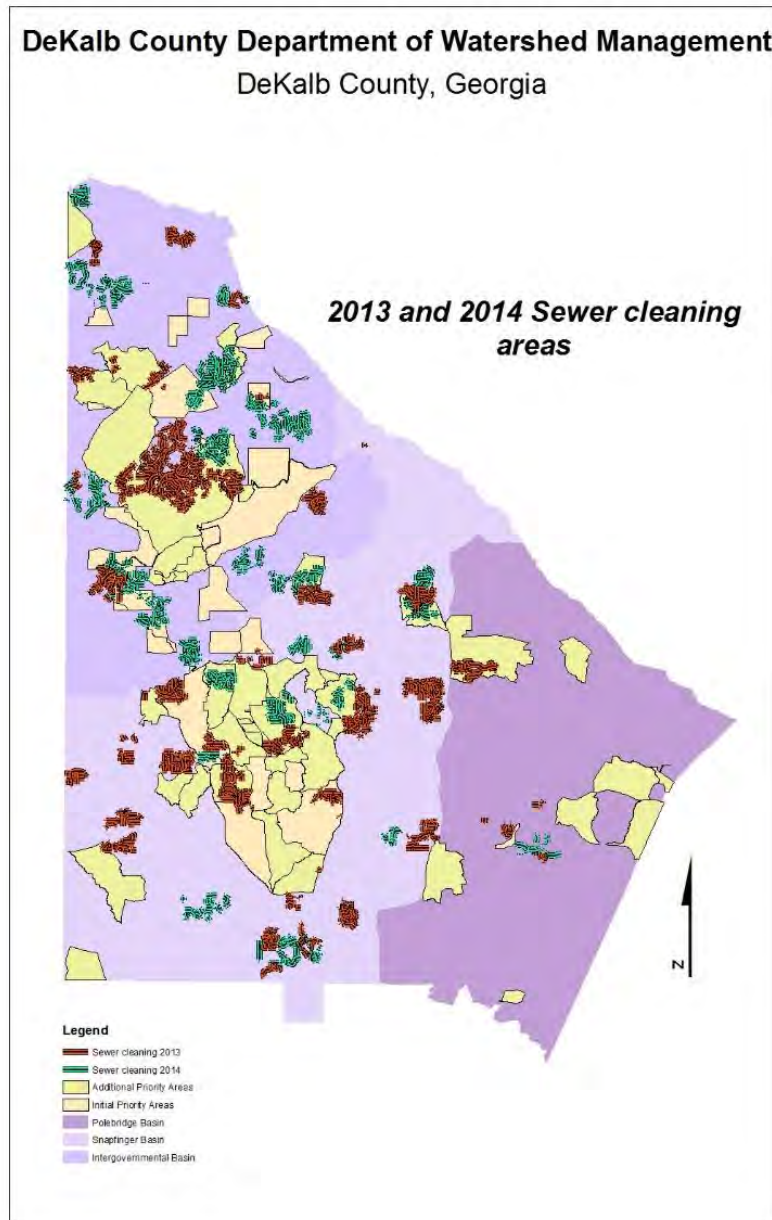 DeKalb County Department of Watershed Management
DeKalb County, Georgia
2013 and 2014 Sewer cleaning
areas
N
Legend
Sewer cleaning 2013
Sewer cleaning 2014
Additional Priority Areas
Initial Priority Areas
Polebridge Basin
Snapfinger Basin
Intergovernmental Basin